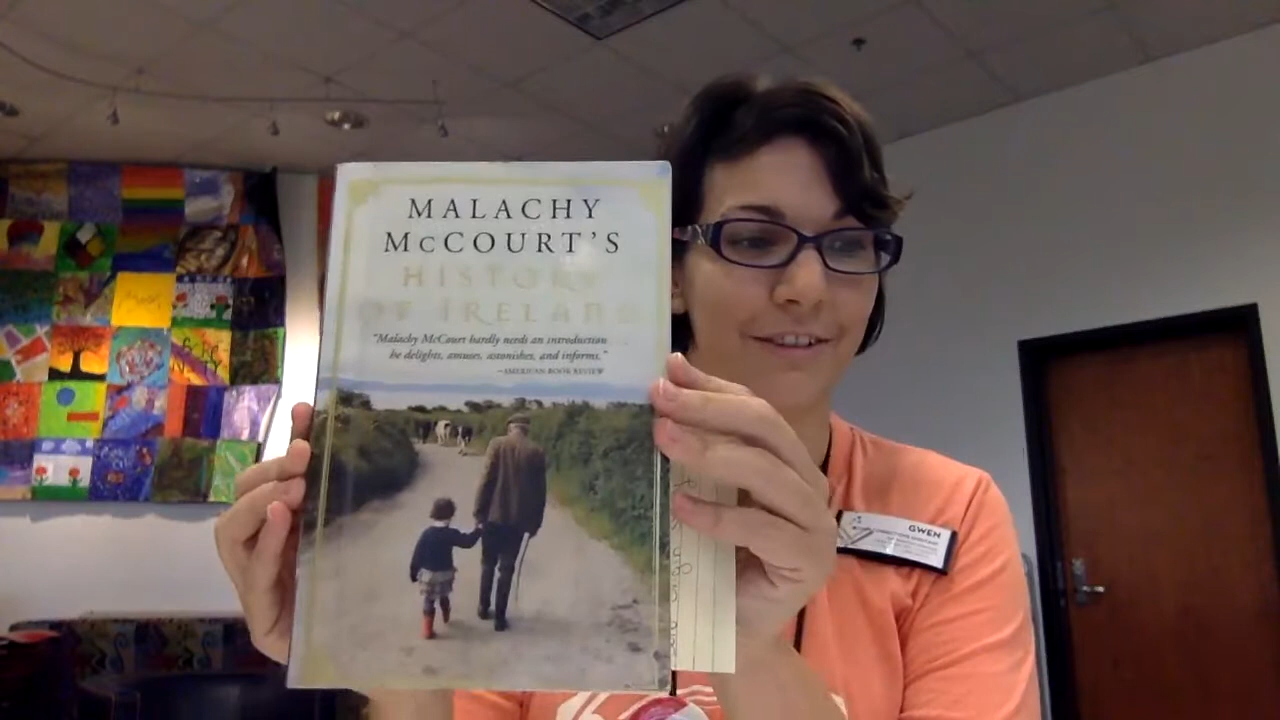 MALACHY
MCCOURT'S
HISTORY
OF IRELAND
"Malachy McCourt hardly needs an introduction
he delights, amuses, astonishes, and informs."
—AMERICAN BOOK REVIEW
GWEN